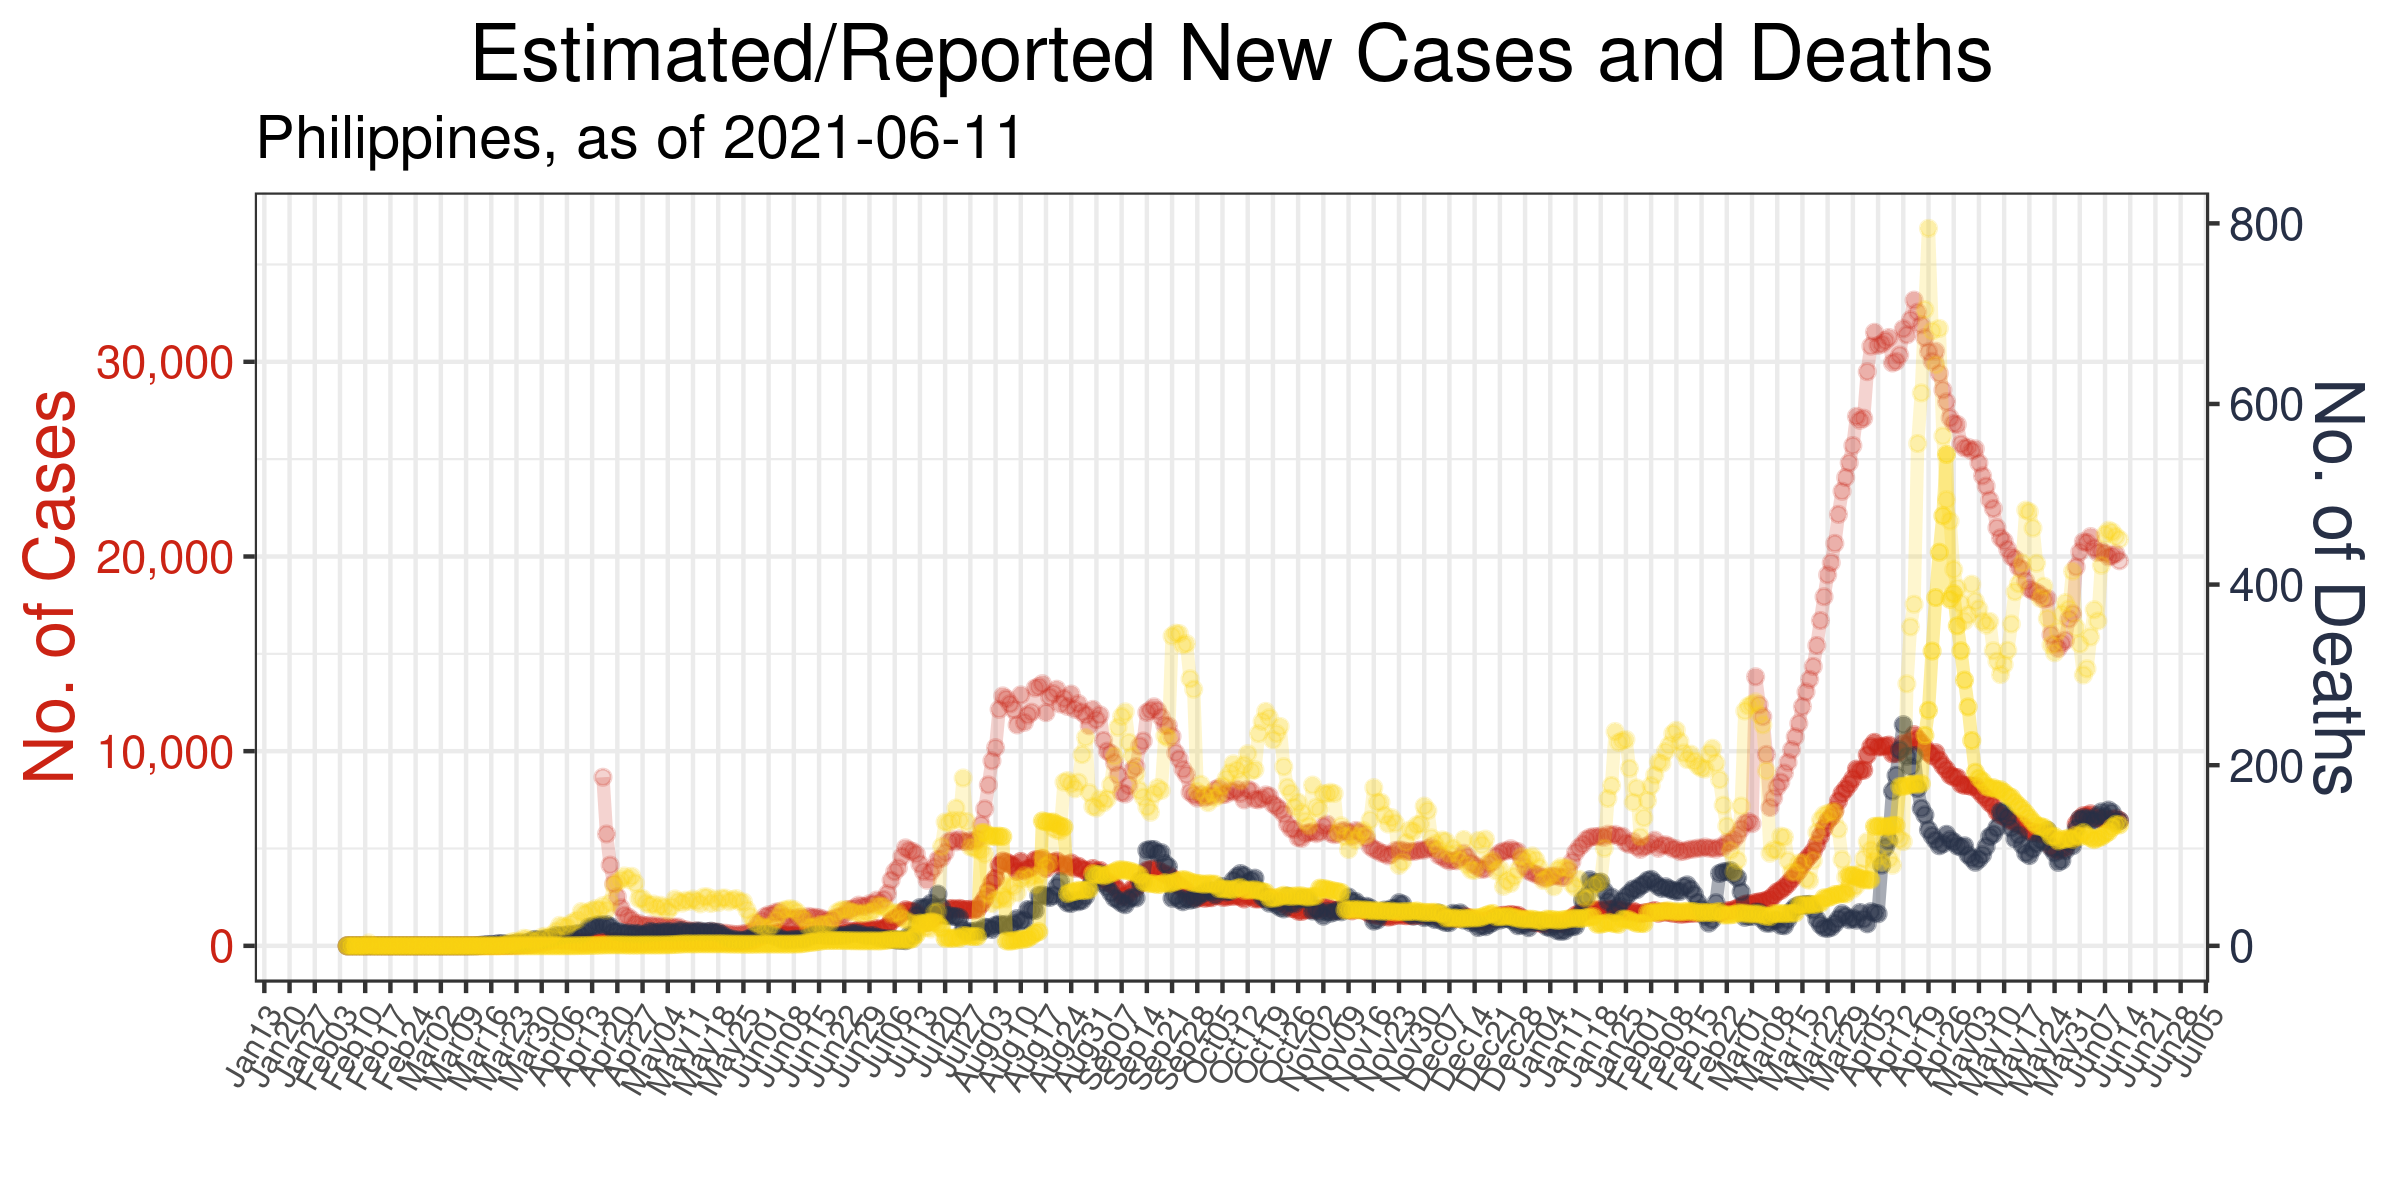 Estimated/Reported New Cases and Deaths
Philippines, as of 2021-06-11
No. of Cases
30,000
20,000
10,000
0
800
600
400
200
0
No. of Deaths
Jan13
Jan20
Jan27
Feb03
Feb10
Feb17
Feb24
Mar02
Mar09
Mar16
Mar23
Mar30
Apr06
Apr13
Apr20
Apr27
May04
May11
May18
May25
Jun01
Jun08
Jun15
Jun22
Jun29
Jul06
Jul13
Jul20
Jul27
Aug03
Aug10
Aug17
Aug24
Aug31
Sep07
Sep14
Sep21
Sep28
Oct05
Oct12
Oct19
Oct26
Nov02
Nov09
Nov16
Nov23
Nov30
Dec07
Dec14
Dec21
Dec28
Jan04
Jan11
Jan18
Jan25
Feb01
Feb08
Feb15
Feb22
Mar01
Mar08
Mar15
Mar22
Mar29
Apr05
Apr12
Apr19
Apr26
May03
May10
May17
May24
May31
Jun07
Jun14
Jun21
Jun28
Jul05